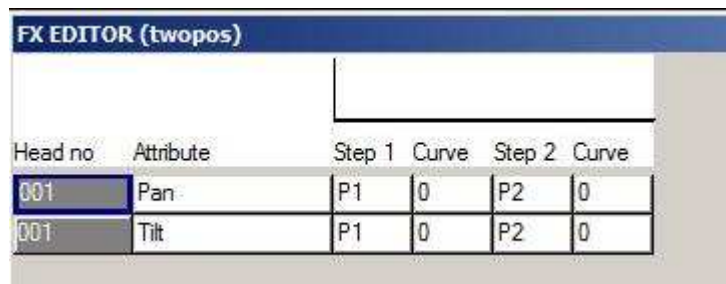 FX EDITOR (twopos)
Head no Attribute Step 1 Curve Step 2 Curve
001 Pan P1 0 P2 0
001 Tilt P1 0 P2 0